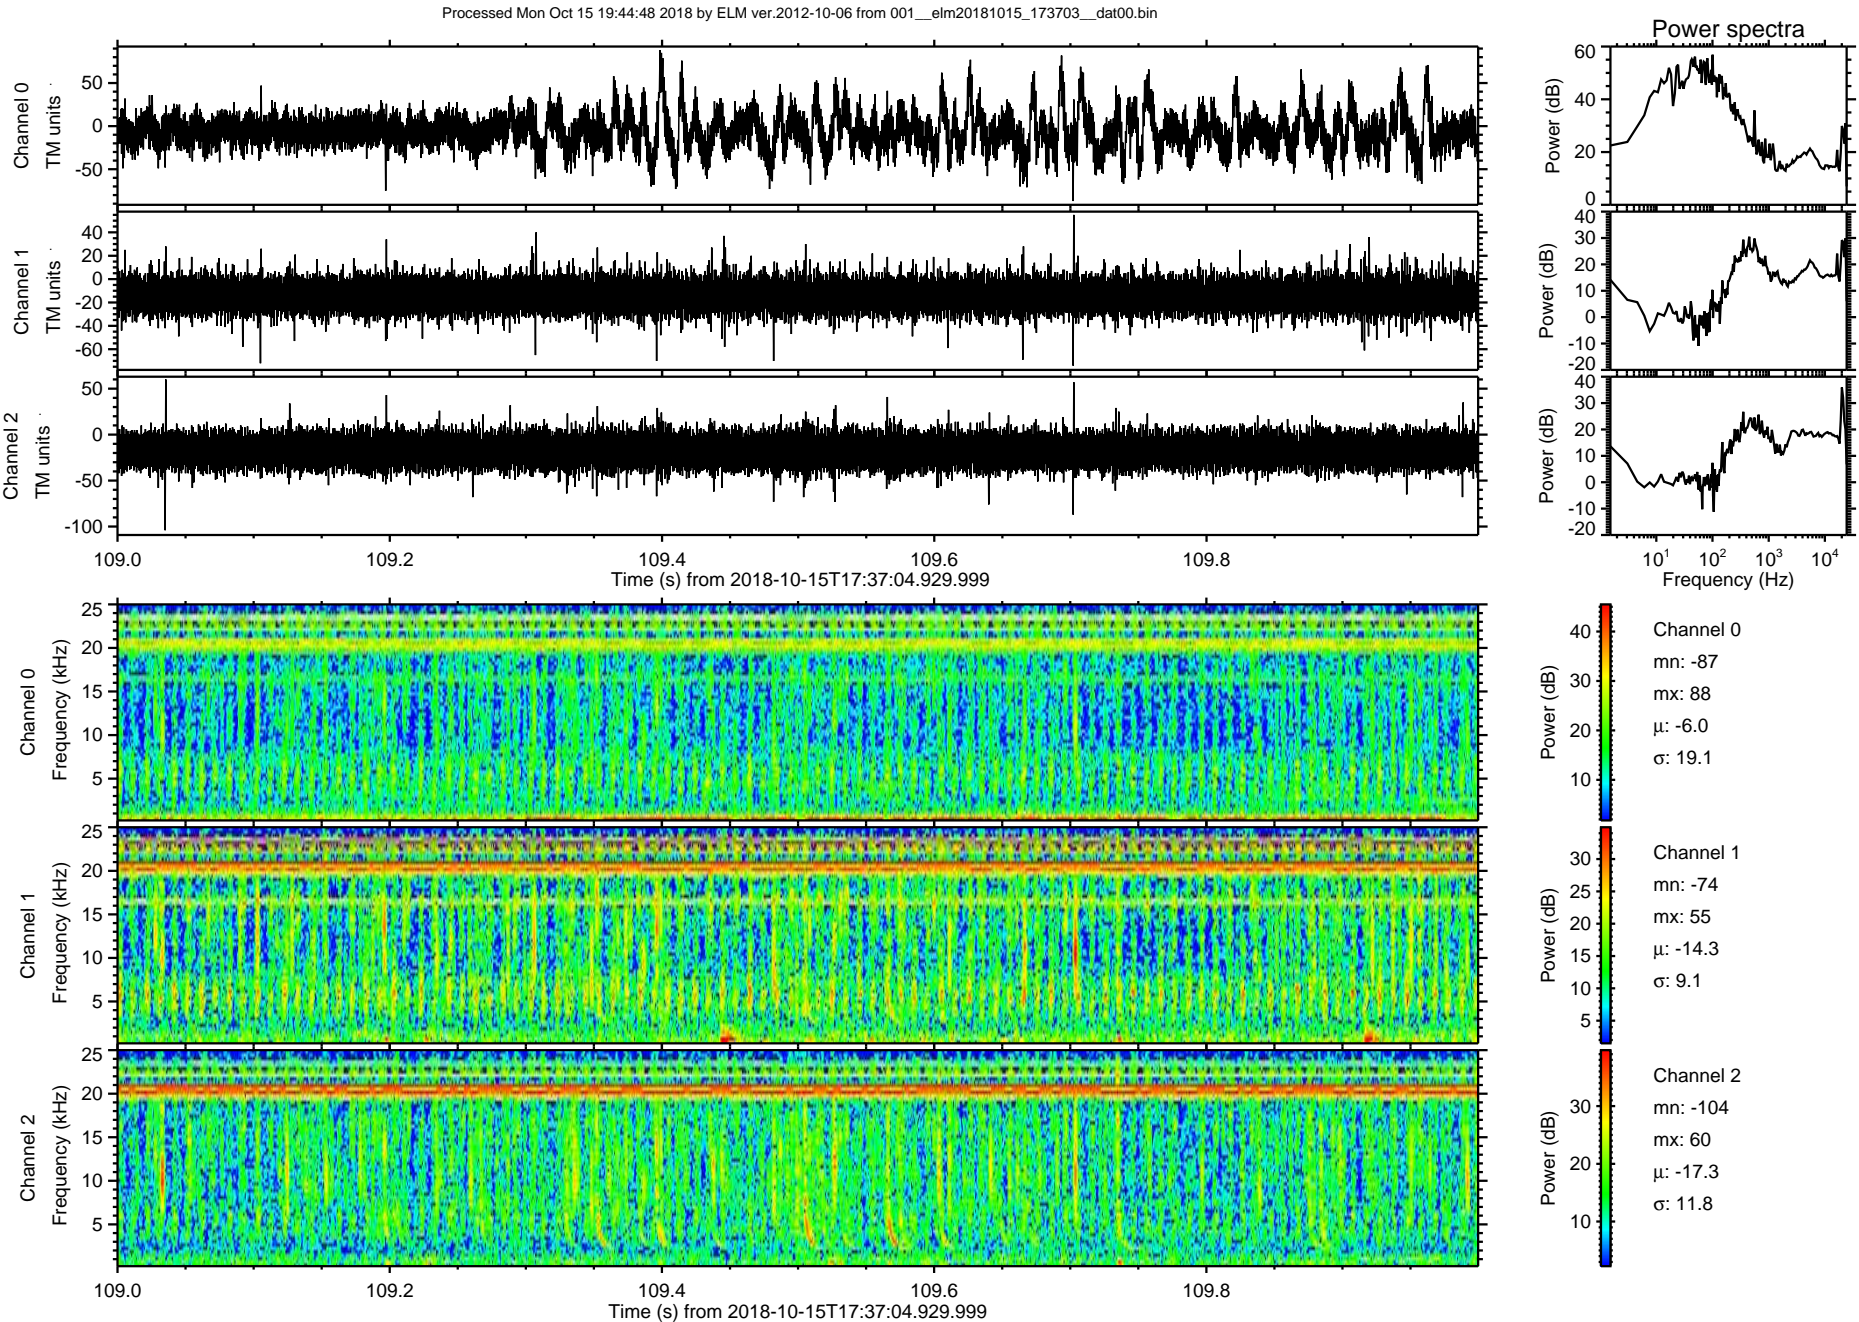 Processed Mon Oct 15 19:44:48 2018 by ELM ver.2012-10-06 from 001__elm20181015_173703__dat00.bin
Power spectra
Channel 0
TM units
50
0
-50
Power (dB)
60
40
20
0
Channel 1
TM units
40
20
0
-20
-40
-60
Power (dB)
40
30
20
10
0
-10
-20
Channel 2
TM units
50
0
-50
-100
Power (dB)
40
30
20
10
0
-10
-20
109.0 109.2 109.4 109.6 109.8
Time (s) from 2018-10-15T17:37:04.929.999
10¹ 10² 10³ 10⁴
Frequency (Hz)
Channel 0
Frequency (kHz)
25
20
15
10
5
Power (dB)
40
30
20
10
Channel 0
mn: -87
mx: 88
μ: -6.0
σ: 19.1
Channel 1
Frequency (kHz)
25
20
15
10
5
Power (dB)
30
25
20
15
10
5
Channel 1
mn: -74
mx: 55
μ: -14.3
σ: 9.1
Channel 2
Frequency (kHz)
25
20
15
10
5
Power (dB)
30
20
10
Channel 2
mn: -104
mx: 60
μ: -17.3
σ: 11.8
109.0 109.2 109.4 109.6 109.8
Time (s) from 2018-10-15T17:37:04.929.999